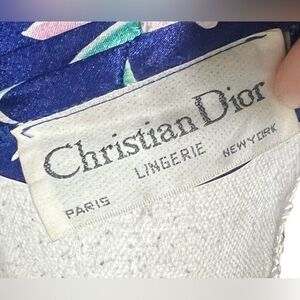 Christian Dior
LINGERIE
PARIS NEW YORK